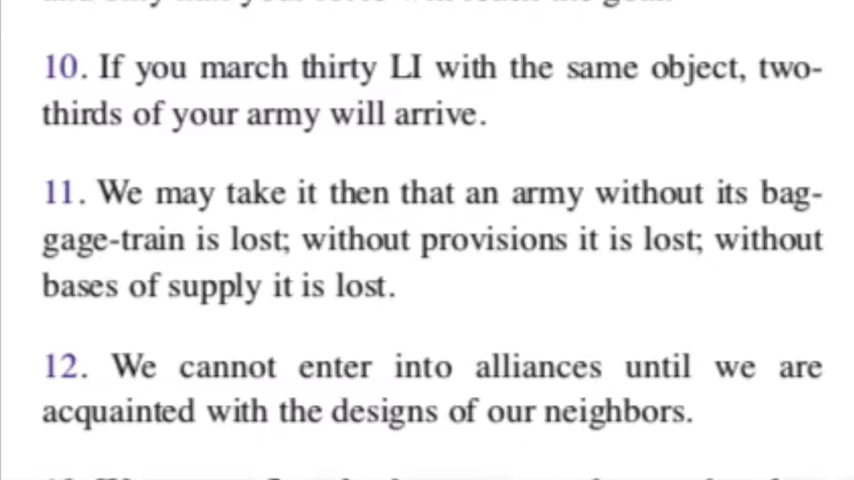 10. If you march thirty LI with the same object, two-
thirds of your army will arrive.
11. We may take it then that an army without its bag-
gage-train is lost; without provisions it is lost; without
bases of supply it is lost.
12. We cannot enter into alliances until we are
acquainted with the designs of our neighbors.